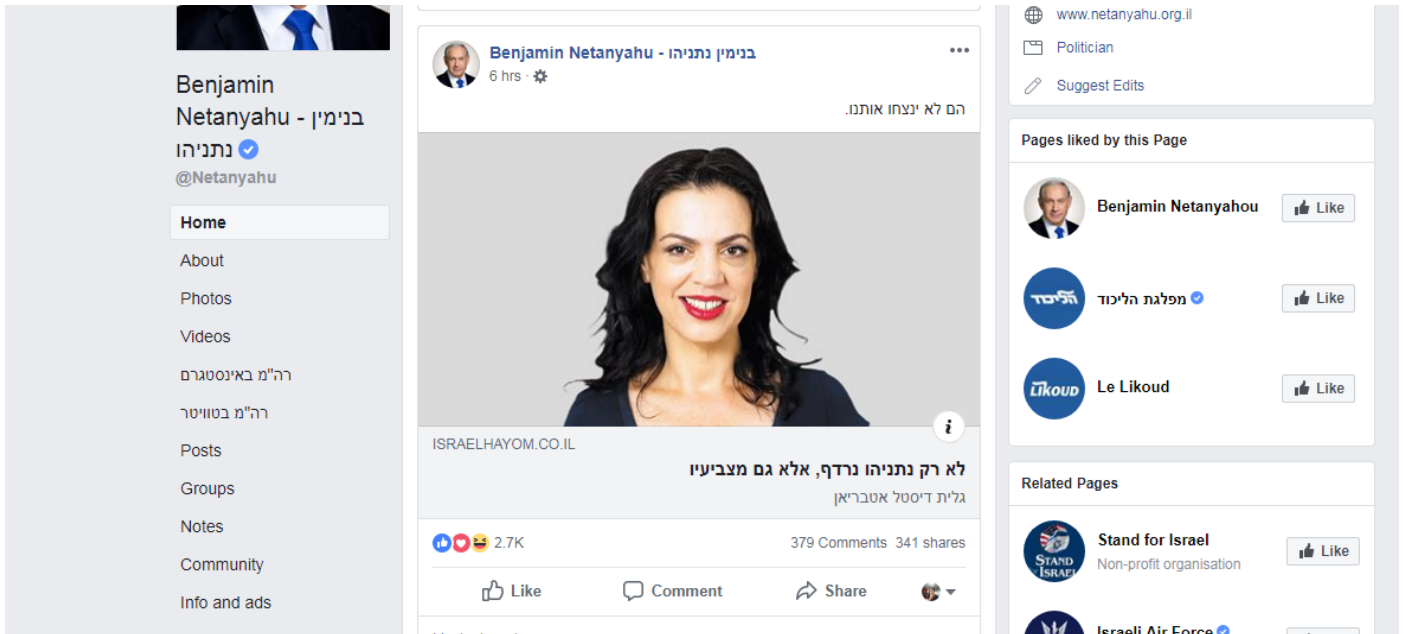 Benjamin
Netanyahu - בנימין
נתניהו
@Netanyahu
Home
About
Photos
Videos
רה"מ באינסטגרם
רה"מ בטוויטר
Posts
Groups
Notes
Community
Info and ads
Benjamin Netanyahu - בנימין נתניהו
6 hrs ·
הם לא ינצחו אותנו.
ISRAELHAYOM.CO.IL
לא רק נתניהו נרדף, אלא גם מצביעיו
גלית דיסטל אטבריאן
2.7K
379 Comments 341 shares
Like Comment Share
www.netanyahu.org.il
Politician
Suggest Edits
Pages liked by this Page
Benjamin Netanyahou Like
הליכוד
מפלגת הליכוד Like
LIKOUD
Le Likoud Like
Related Pages
STAND
ISRAEL
Stand for Israel
Non-profit organisation
Like
Israeli Air Force